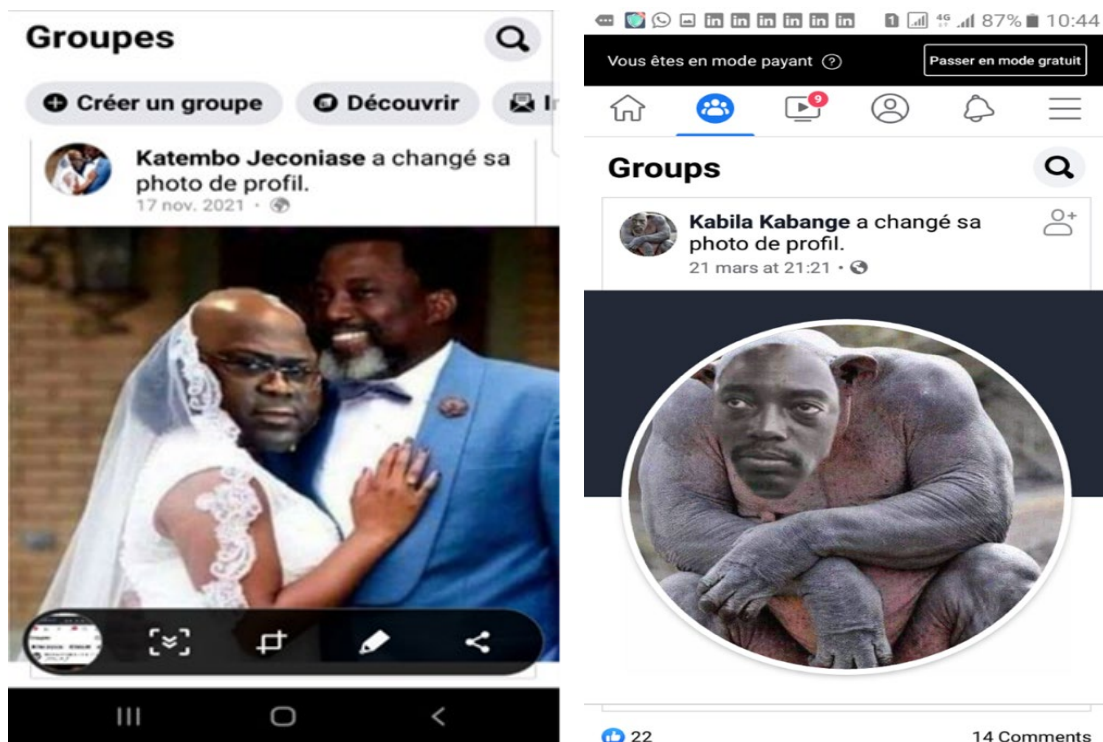 Groupes
Créer un groupe
Découvrir
Katembo Jeconiase a changé sa
photo de profil.
17 nov. 2021
87% 10:44
Vous êtes en mode payant
Passer en mode gratuit
9
Groups
Kabila Kabange a changé sa
photo de profil.
21 mars at 21:21
22
14 Comments